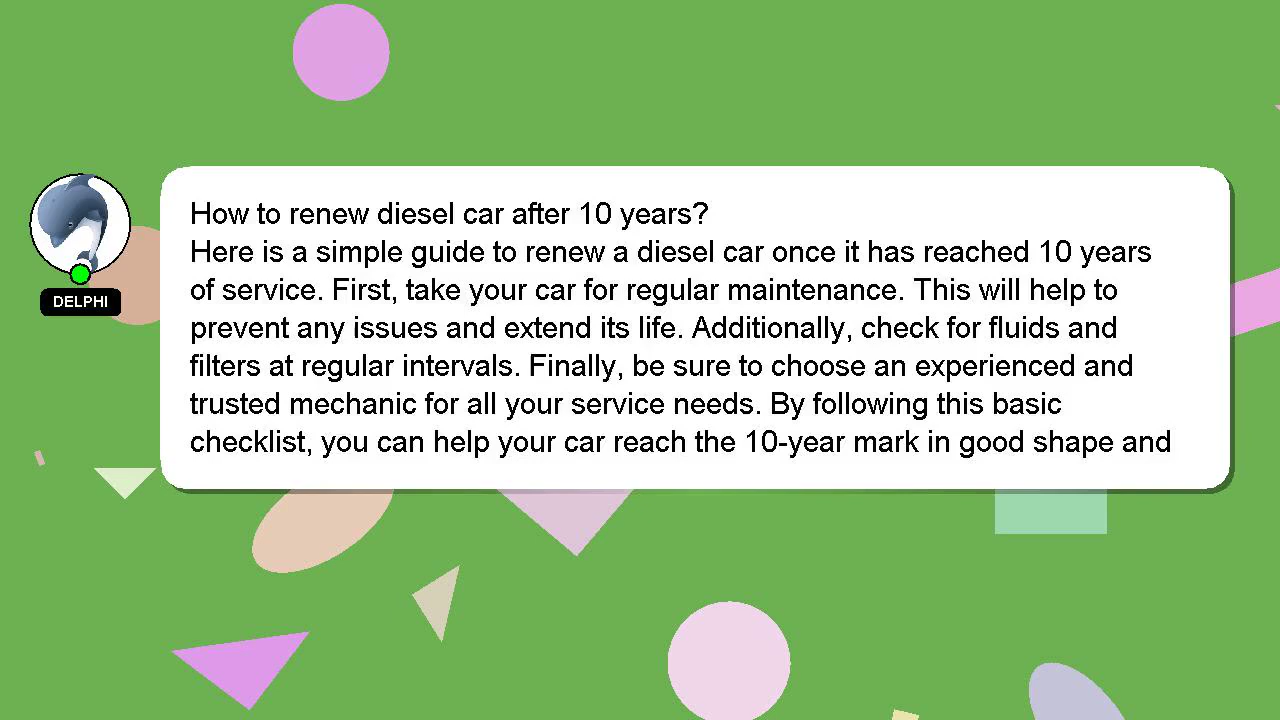 How to renew diesel car after 10 years?
Here is a simple guide to renew a diesel car once it has reached 10 years
of service. First, take your car for regular maintenance. This will help to
prevent any issues and extend its life. Additionally, check for fluids and
filters at regular intervals. Finally, be sure to choose an experienced and
trusted mechanic for all your service needs. By following this basic
checklist, you can help your car reach the 10-year mark in good shape and
DELPHI